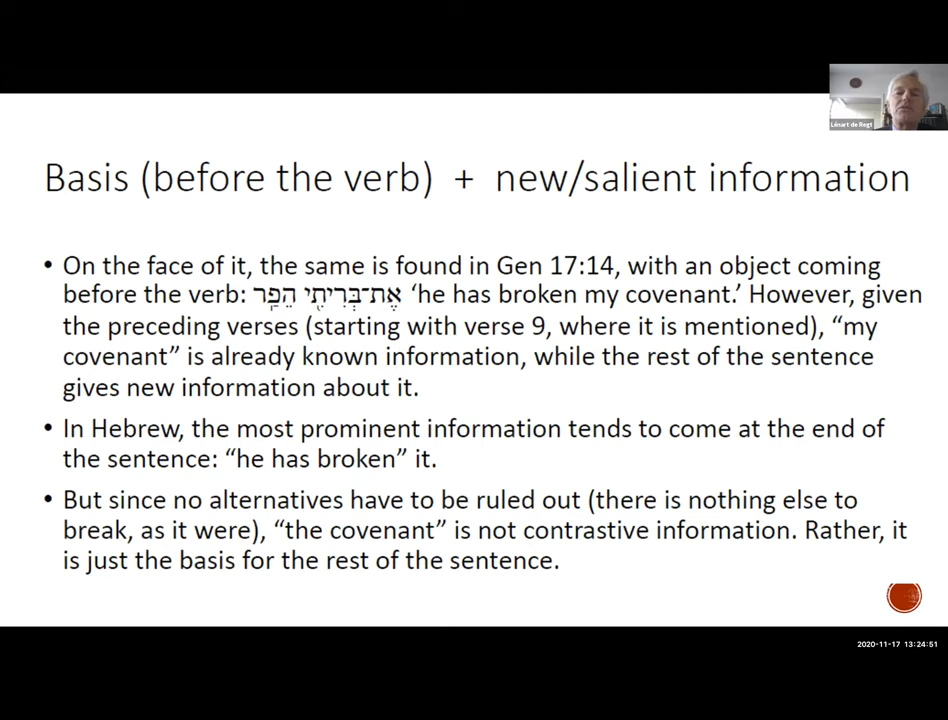 Lénart de Regt
Basis (before the verb) + new/salient information
• On the face of it, the same is found in Gen 17:14, with an object coming
before the verb: אֶת־בְּרִיתִ֖י הֵפַֽר ‘he has broken my covenant.’ However, given
the preceding verses (starting with verse 9, where it is mentioned), “my
covenant” is already known information, while the rest of the sentence
gives new information about it.
• In Hebrew, the most prominent information tends to come at the end of
the sentence: “he has broken” it.
• But since no alternatives have to be ruled out (there is nothing else to
break, as it were), “the covenant” is not contrastive information. Rather, it
is just the basis for the rest of the sentence.
2020-11-17 13:24:51